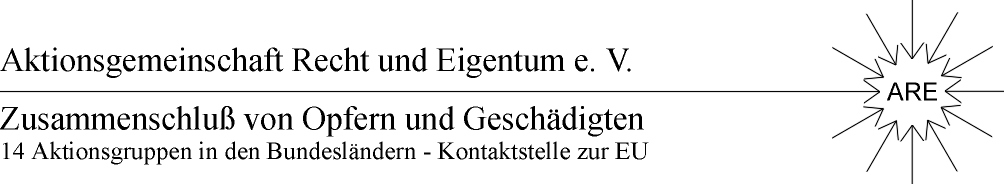 Aktionsgemeinschaft Recht und Eigentum e. V.
Zusammenschluß von Opfern und Geschädigten
14 Aktionsgruppen in den Bundesländern - Kontaktstelle zur EU
ARE